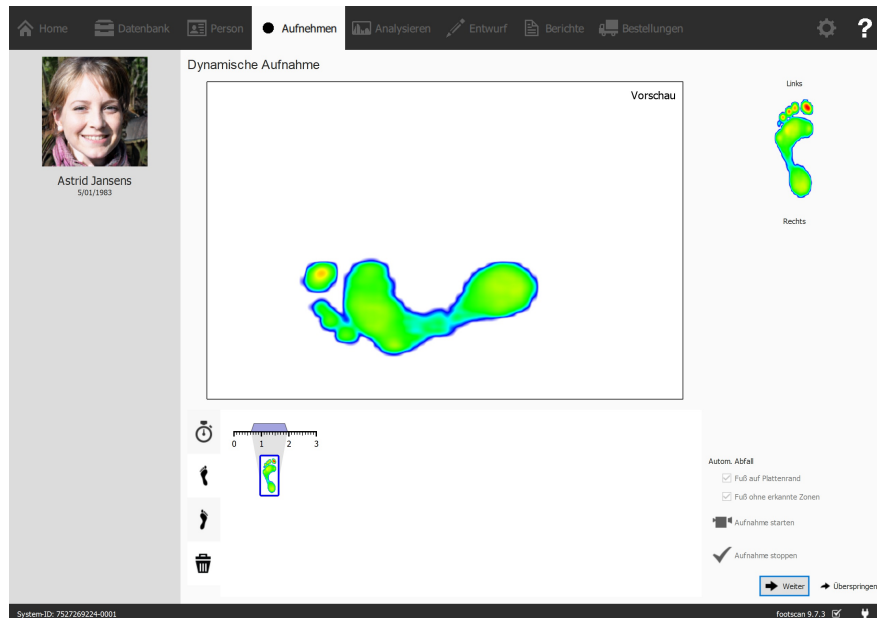 Home
Datenbank
Person
Aufnehmen
Analysieren
Entwurf
Berichte
Bestellungen
?
Astrid Jansens
5/01/1983
Dynamische Aufnahme
Vorschau
Links
Rechts
0 1 2 3
Autom. Abfall
Fuß auf Plattenrand
Fuß ohne erkannte Zonen
Aufnahme starten
Aufnahme stoppen
Weiter
Überspringen
System-ID: 7527269224-0001
footscan 9.7.3